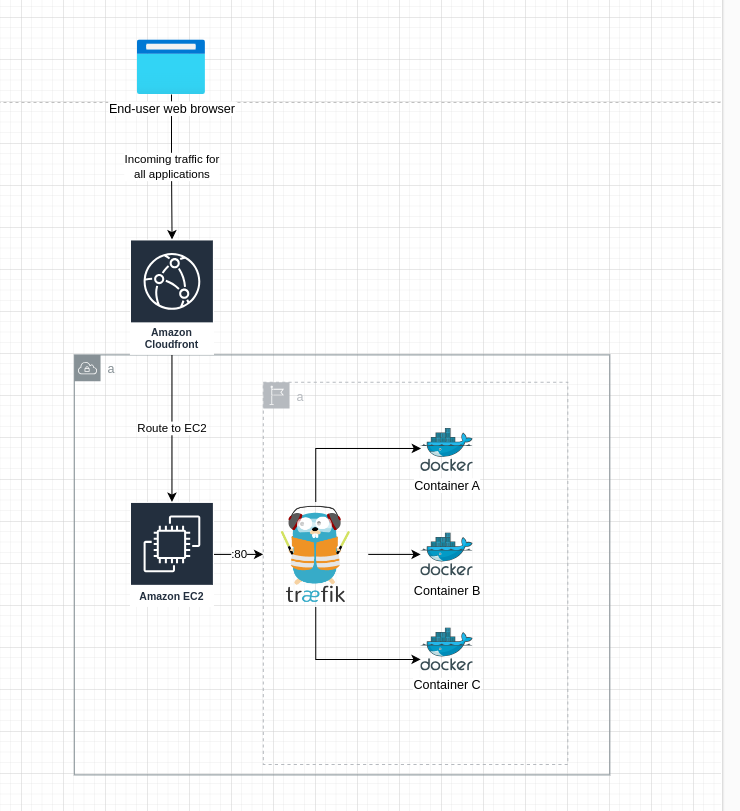 End-user web browser
Incoming traffic for
all applications
Amazon
Cloudfront
a
a
Route to EC2
docker
Container A
:80
Amazon EC2
træfik
docker
Container B
docker
Container C